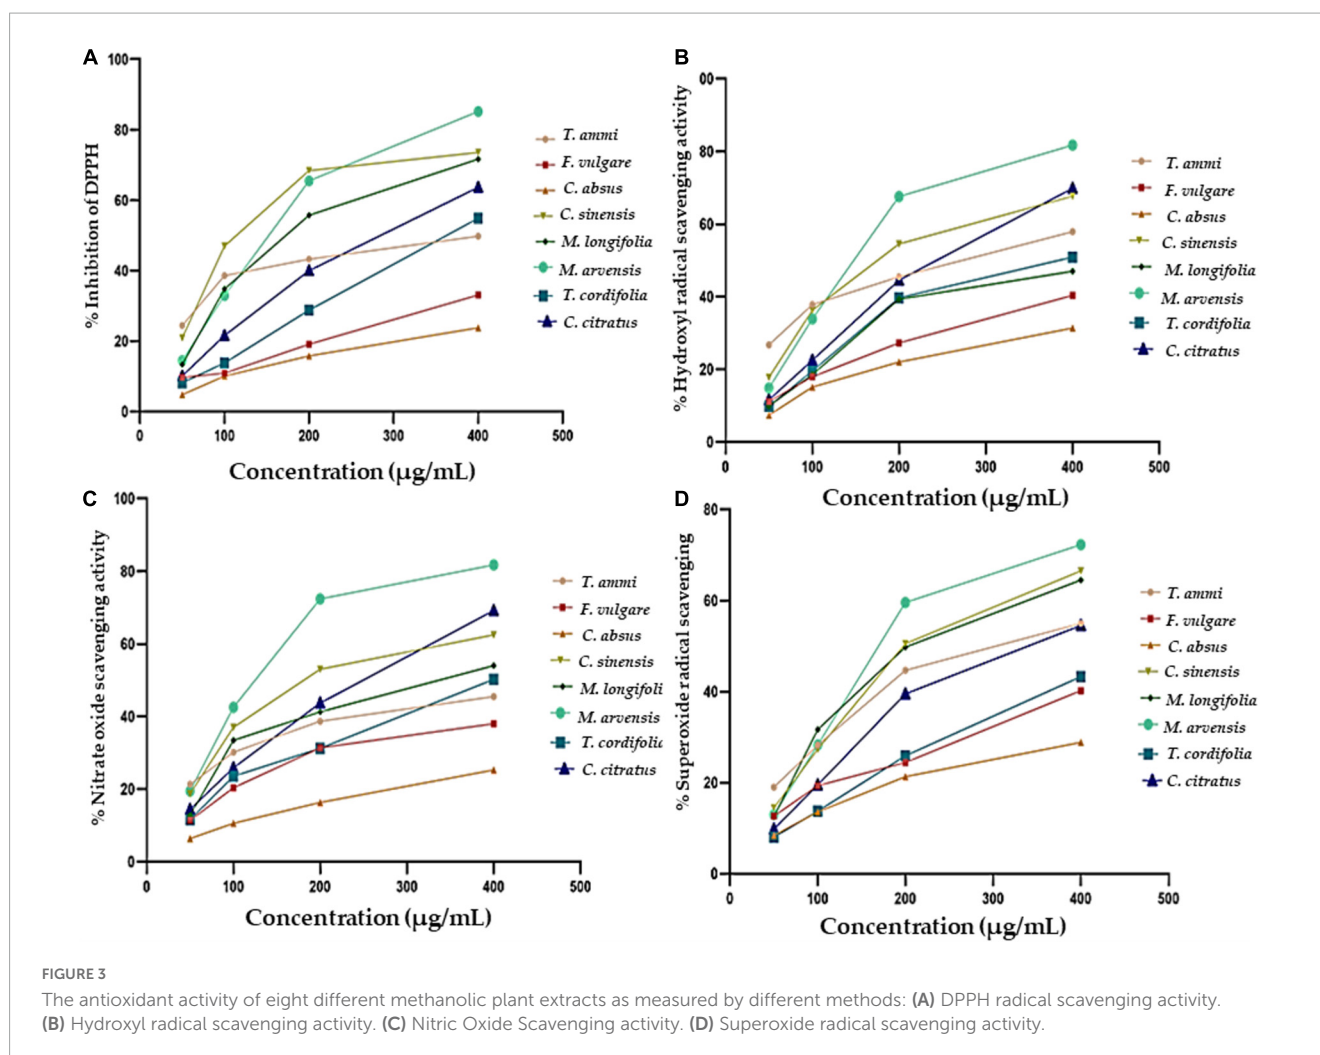 A
100
80
60
40
20
0
% Inhibition of DPPH
0 100 200 300 400 500
Concentration (µg/mL)
T. ammi
F. vulgare
C. absus
C. sinensis
M. longifolia
M. arvensis
T. cordifolia
C. citratus
B
00
80
60
40
20
0
% Hydroxyl radical scavenging activity
0 100 200 300 400 500
Concentration (µg/mL)
T. ammi
F. vulgare
C. absus
C. sinensis
M. longifolia
M. arvensis
T. cordifolia
C. citratus
C
100
80
60
40
20
0
% Nitrate oxide scavenging activity
0 100 200 300 400 500
Concentration (µg/mL)
T. ammi
F. vulgare
C. absus
C. sinensis
M. longifoli
M. arvensis
T. cordifoli
C. citratus
D
80
60
40
20
0
% Superoxide radical scavenging
0 100 200 300 400 500
Concentration (µg/mL)
T. ammi
F. vulgare
C. absus
C. sinensis
M. longifolia
M. arvensis
T. cordifolia
C. citratus
FIGURE 3
The antioxidant activity of eight different methanolic plant extracts as measured by different methods: (A) DPPH radical scavenging activity.
(B) Hydroxyl radical scavenging activity. (C) Nitric Oxide Scavenging activity. (D) Superoxide radical scavenging activity.